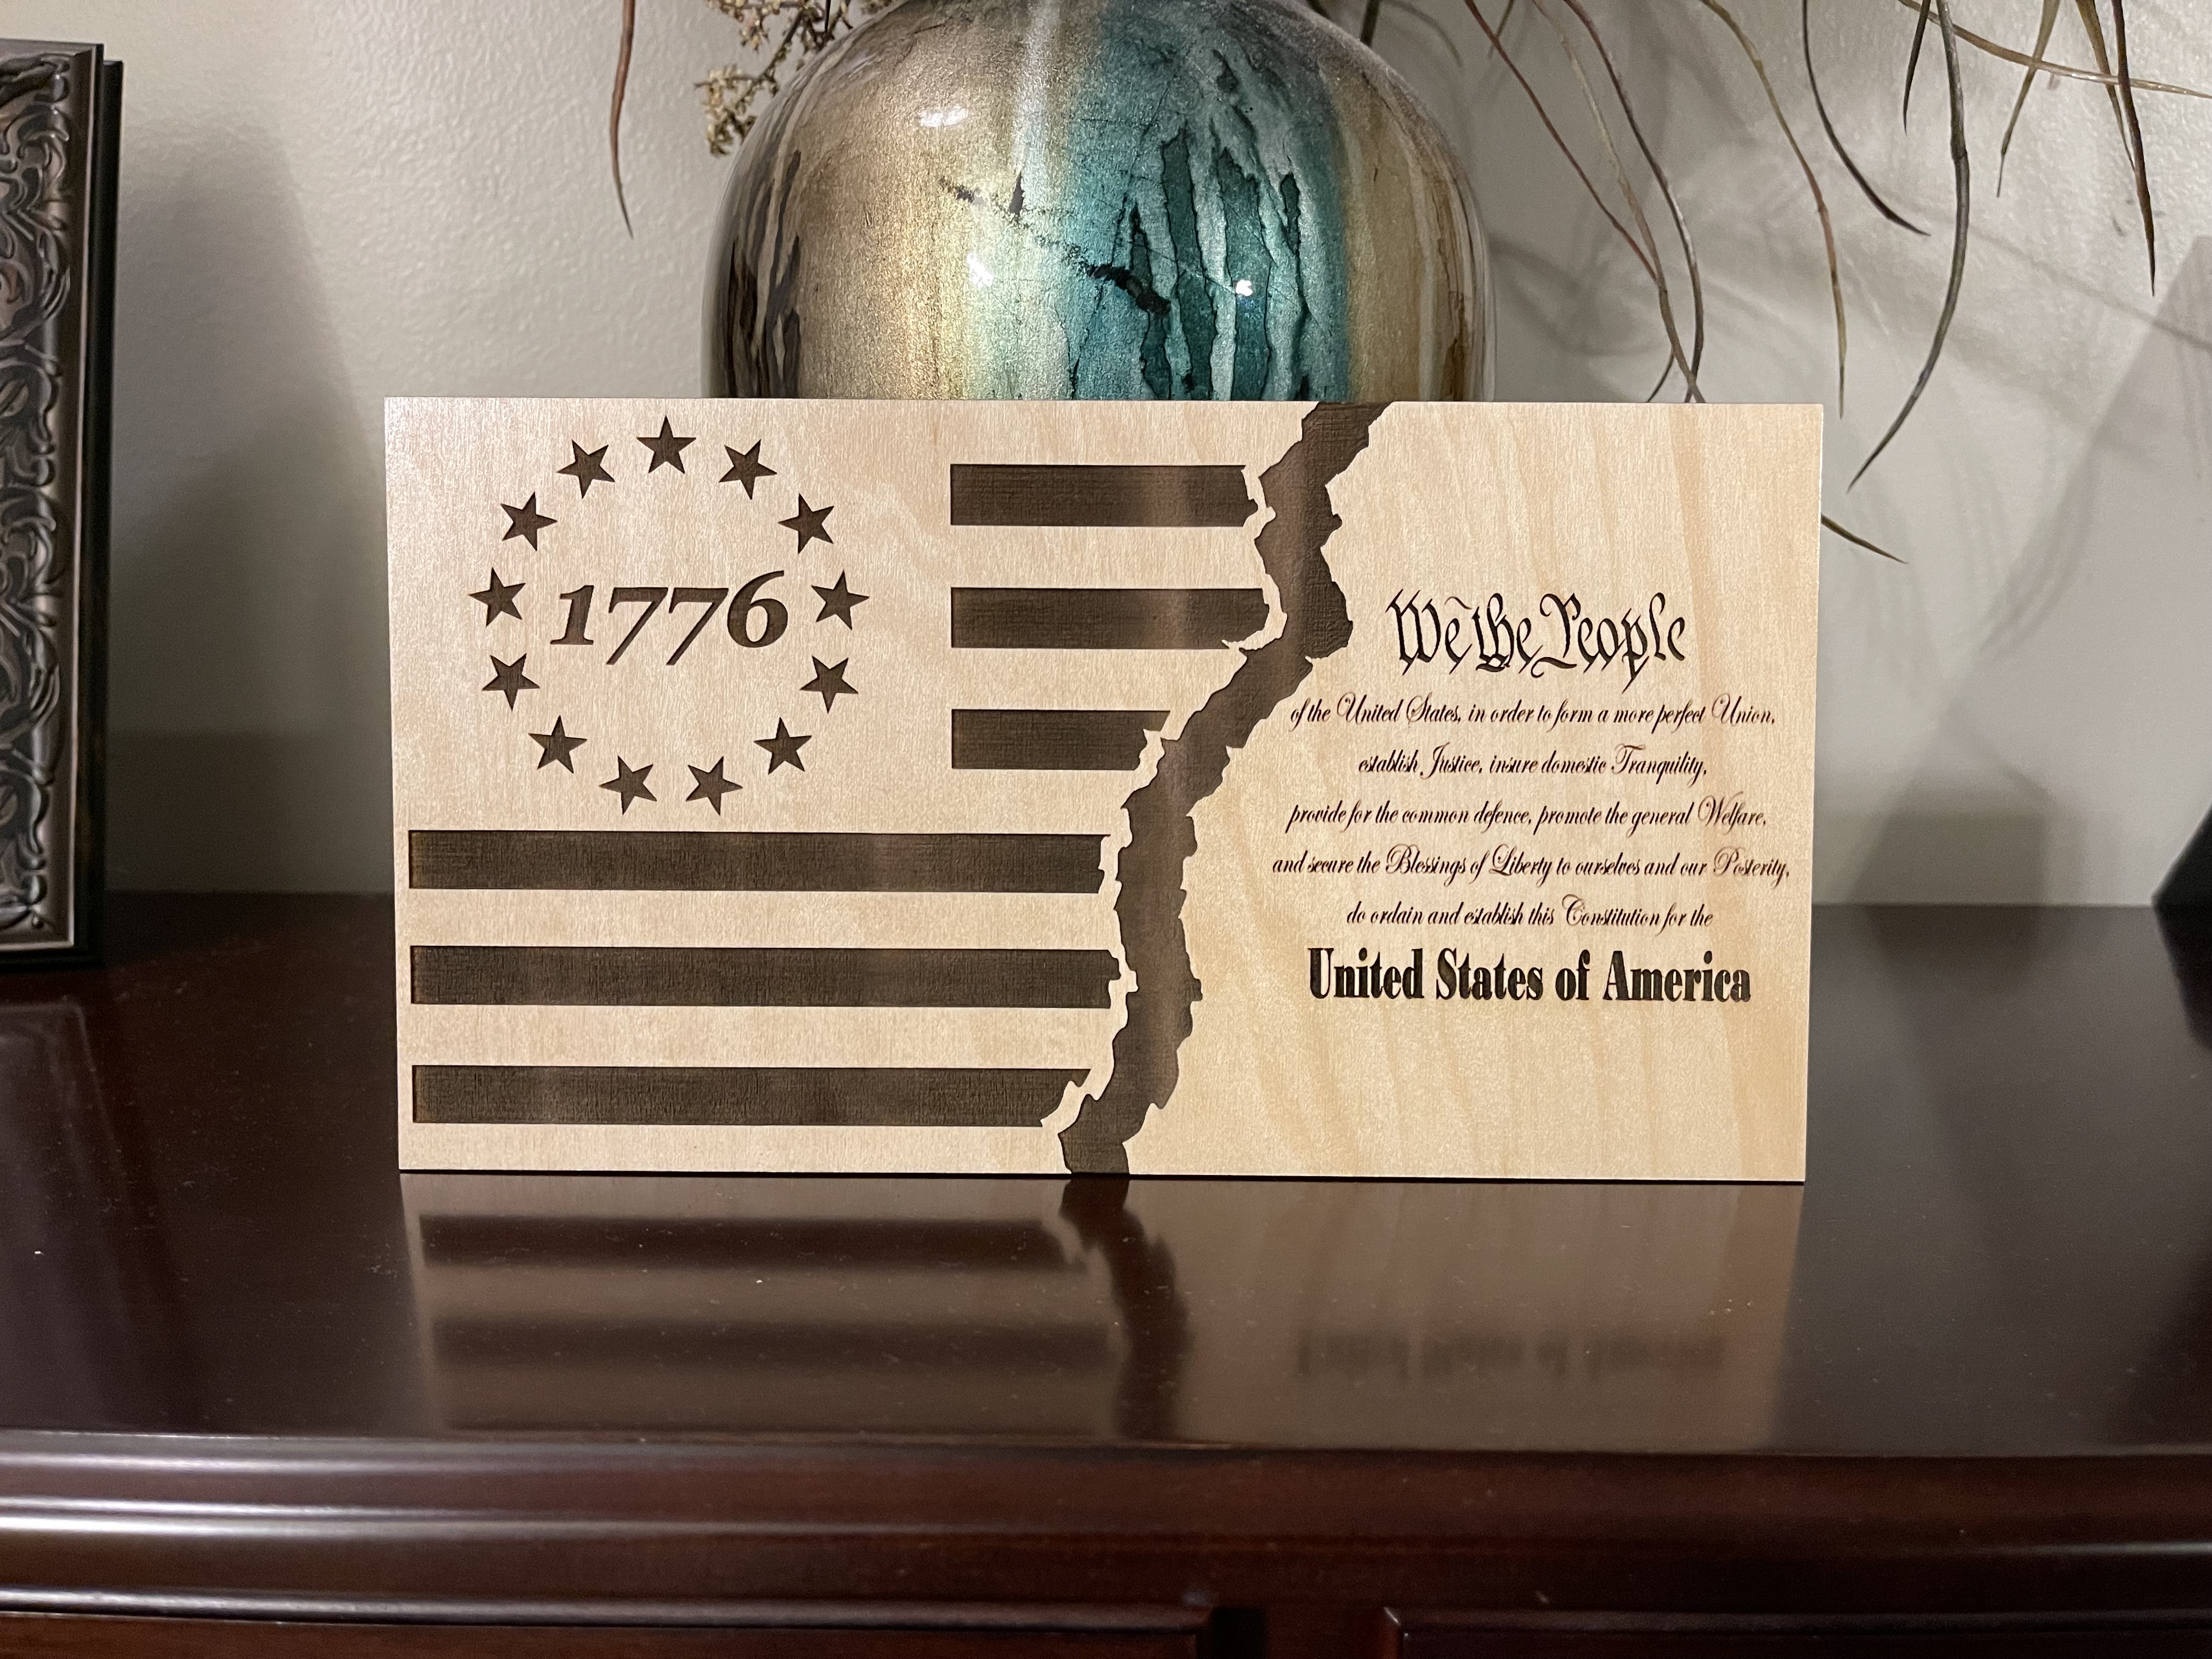 1776
We the People
of the United States, in order to form a more perfect Union,
establish Justice, insure domestic Tranquility,
provide for the common defence, promote the general Welfare,
and secure the Blessings of Liberty to ourselves and our Posterity,
do ordain and establish this Constitution for the
United States of America